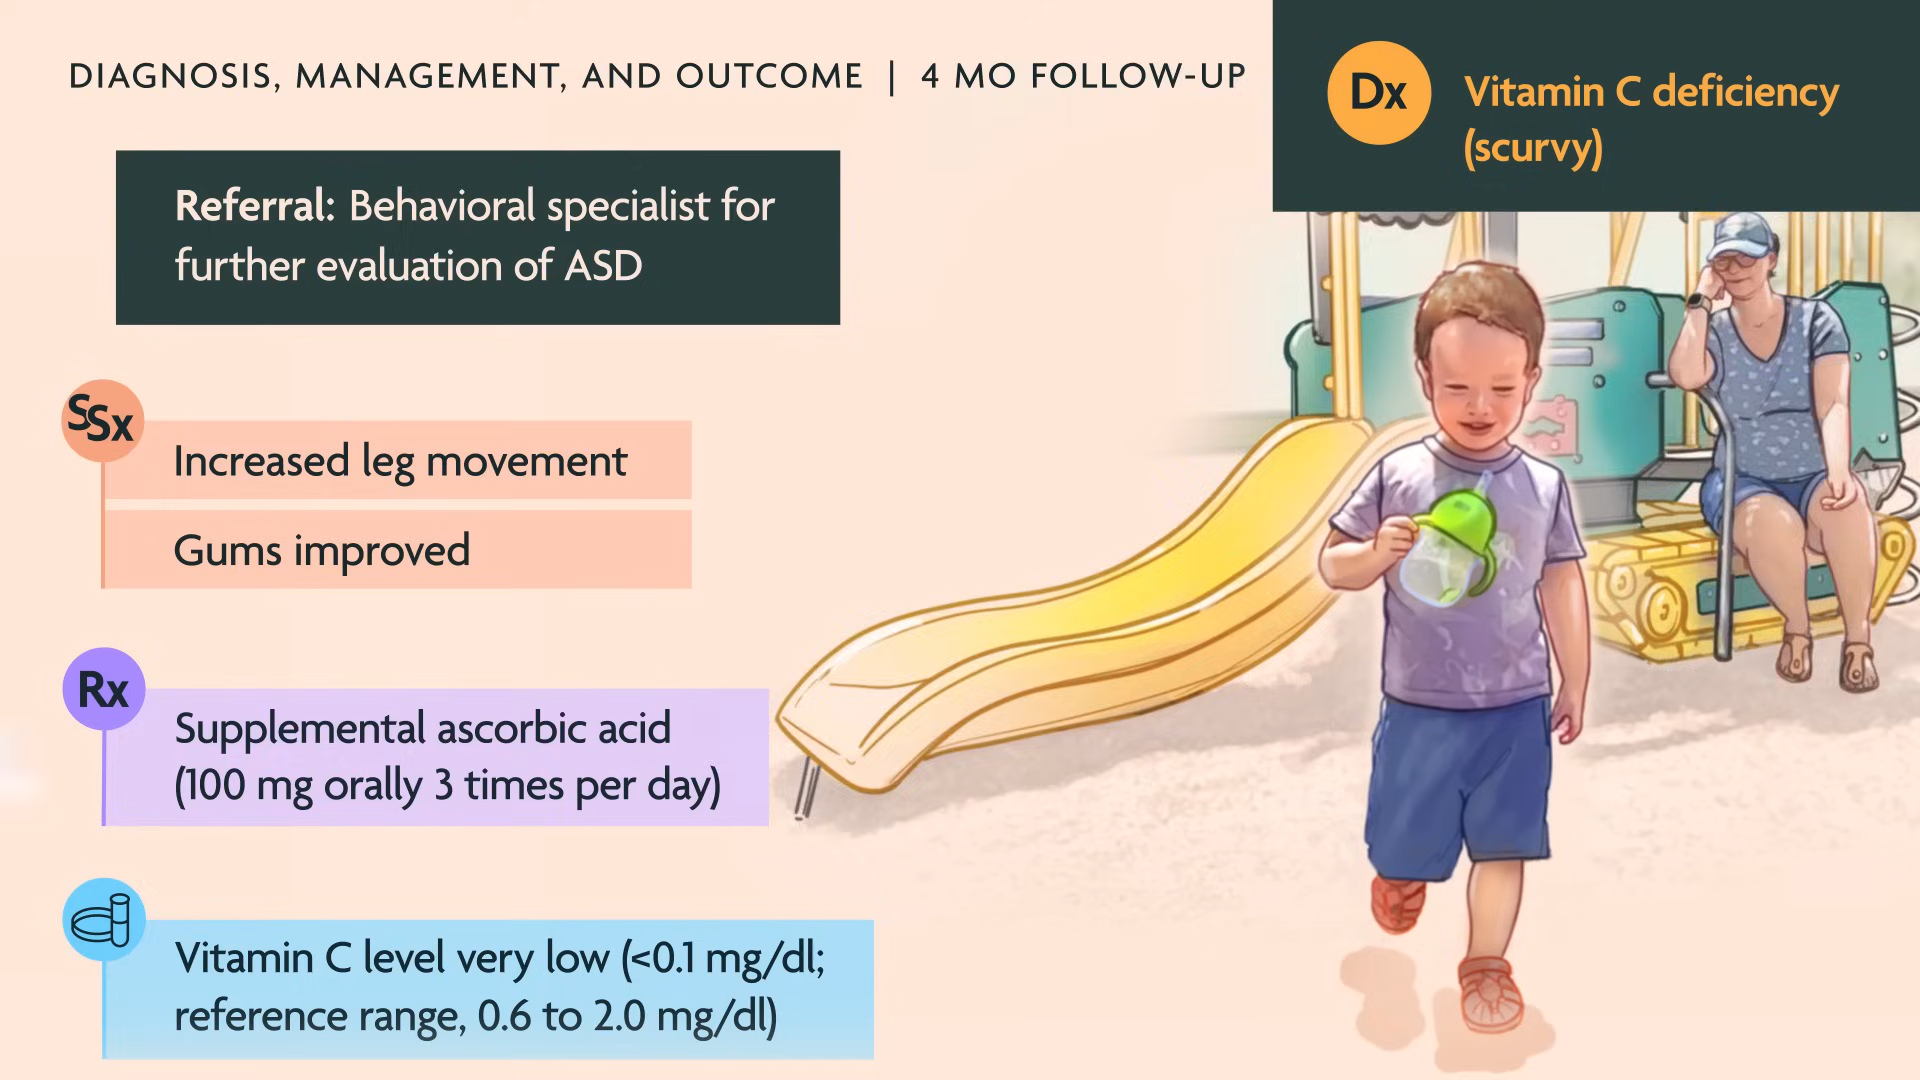 DIAGNOSIS, MANAGEMENT, AND OUTCOME | 4 MO FOLLOW-UP
Dx
Vitamin C deficiency
(scurvy)
Referral: Behavioral specialist for
further evaluation of ASD
SSx
Increased leg movement
Gums improved
Rx
Supplemental ascorbic acid
(100 mg orally 3 times per day)
Vitamin C level very low (<0.1 mg/dl;
reference range, 0.6 to 2.0 mg/dl)